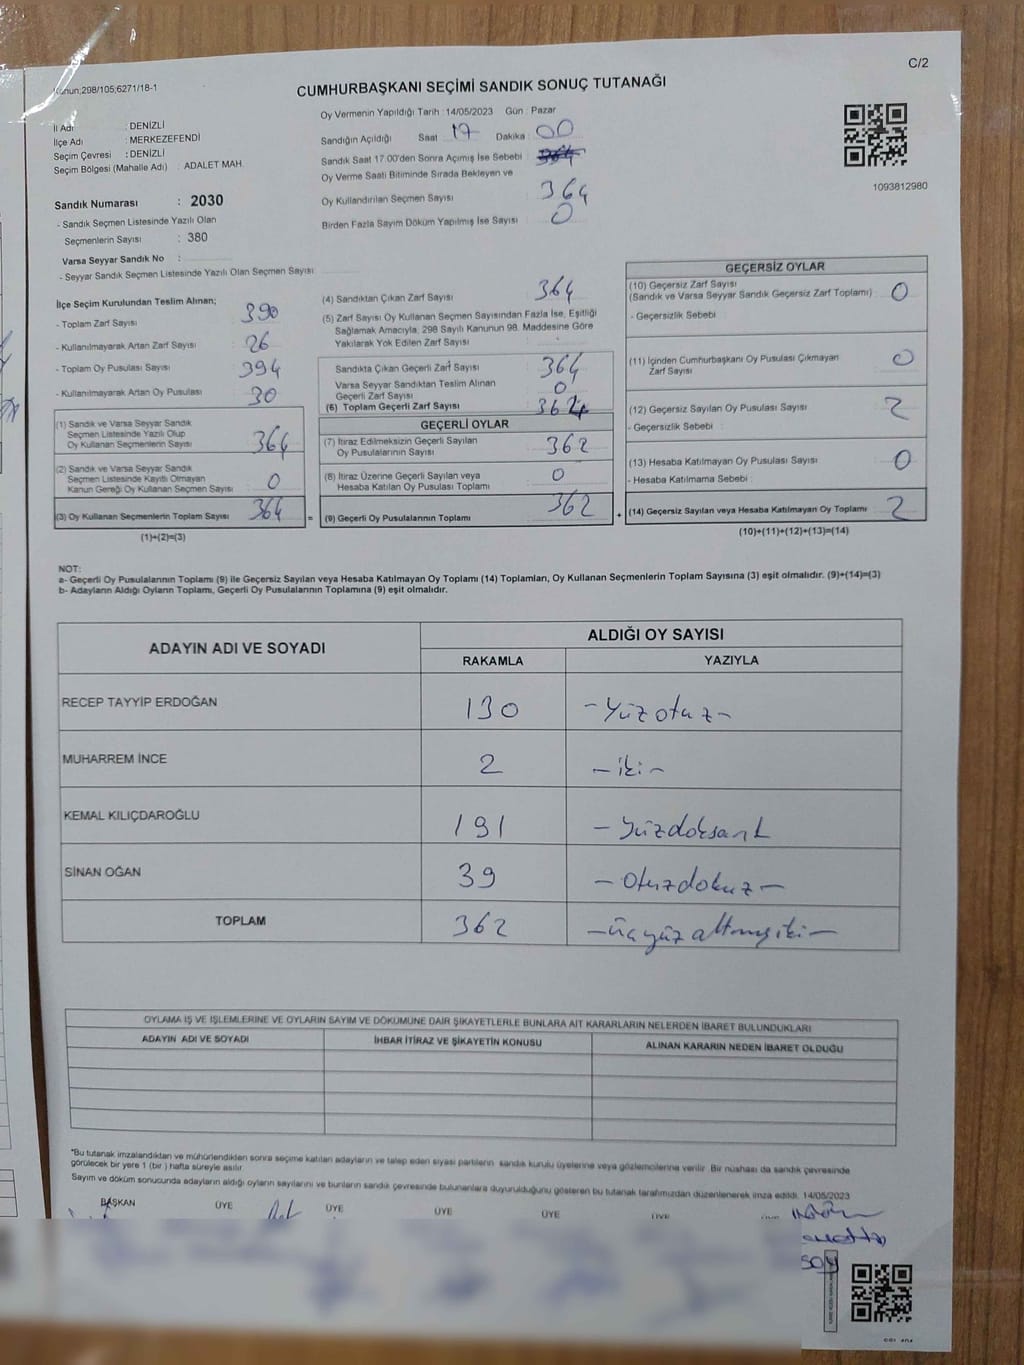 C/2
Kanun;298/105;6271/18-1
CUMHURBAŞKANI SEÇİMİ SANDIK SONUÇ TUTANAĞI
İl Adı : DENİZLİ
İlçe Adı : MERKEZEFENDİ
Seçim Çevresi : DENİZLİ
Seçim Bölgesi (Mahalle Adı) : ADALET MAH.
Sandık Numarası : 2030
- Sandık Seçmen Listesinde Yazılı Olan
Seçmenlerin Sayısı : 380
Varsa Seyyar Sandık No :
- Seyyar Sandık Seçmen Listesinde Yazılı Olan Seçmen Sayısı
Oy Vermenin Yapıldığı Tarih : 14/05/2023 Gün : Pazar
Sandığın Açıldığı Saat 17 Dakika : 00
Sandık Saat 17:00'den Sonra Açımış İse Sebebi :
Oy Verme Saati Bitiminde Sırada Bekleyen ve
Oy Kullandırılan Seçmen Sayısı : 364
Birden Fazla Sayım Döküm Yapılmış İse Sayısı : 0
1093812980
İlçe Seçim Kurulundan Teslim Alınan;
- Toplam Zarf Sayısı 390
- Kullanılmayarak Artan Zarf Sayısı : 26
- Toplam Oy Pusulası Sayısı : 394
- Kullanılmayarak Artan Oy Pusulası : 30
(1) Sandık ve Varsa Seyyar Sandık
Seçmen Listesinde Yazılı Olup
Oy Kullanan Seçmenlerin Sayısı 364
(2) Sandık ve Varsa Seyyar Sandık
Seçmen Listesinde Kayıtlı Olmayan
Kanun Gereği Oy Kullanan Seçmen Sayısı 0
(3) Oy Kullanan Seçmenlerin Toplam Sayısı 364
(1)+(2)=(3)
(4) Sandıktan Çıkan Zarf Sayısı : 364
(5) Zarf Sayısı Oy Kullanan Seçmen Sayısından Fazla İse, Eşitliği
Sağlamak Amacıyla, 298 Sayılı Kanunun 98. Maddesine Göre
Yakılarak Yok Edilen Zarf Sayısı :
Sandıkta Çıkan Geçerli Zarf Sayısı : 364
Varsa Seyyar Sandıktan Teslim Alınan
Geçerli Zarf Sayısı : 0
(6) Toplam Geçerli Zarf Sayısı :
GEÇERLİ OYLAR
(7) İtiraz Edilmeksizin Geçerli Sayılan
Oy Pusulalarının Sayısı : 362
(8) İtiraz Üzerine Geçerli Sayılan veya
Hesaba Katılan Oy Pusulası Toplamı : 0
= (9) Geçerli Oy Pusulalarının Toplamı : 362
GEÇERSİZ OYLAR
(10) Geçersiz Zarf Sayısı
(Sandık ve Varsa Seyyar Sandık Geçersiz Zarf Toplamı) : 0
- Geçersizlik Sebebi :
(11) İçinden Cumhurbaşkanı Oy Pusulası Çıkmayan
Zarf Sayısı : 0
(12) Geçersiz Sayılan Oy Pusulası Sayısı : 2
- Geçersizlik Sebebi :
(13) Hesaba Katılmayan Oy Pusulası Sayısı : 0
- Hesaba Katılmama Sebebi :
+ (14) Geçersiz Sayılan veya Hesaba Katılmayan Oy Toplamı : 2
(10)+(11)+(12)+(13)=(14)
NOT:
a- Geçerli Oy Pusulalarının Toplamı (9) ile Geçersiz Sayılan veya Hesaba Katılmayan Oy Toplamı (14) Toplamları, Oy Kullanan Seçmenlerin Toplam Sayısına (3) eşit olmalıdır. (9)+(14)=(3)
b- Adayların Aldığı Oyların Toplamı, Geçerli Oy Pusulalarının Toplamına (9) eşit olmalıdır.
ADAYIN ADI VE SOYADI ALDIĞI OY SAYISI
RAKAMLA YAZIYLA
RECEP TAYYİP ERDOĞAN 130 -Yüzotuz-
MUHARREM İNCE 2 -iki-
KEMAL KILIÇDAROĞLU 191 -Yüzdoksan1
SİNAN OĞAN 39 -Otuzdokuz-
TOPLAM 362 -üçyüzaltmışiki-
OYLAMA İŞ VE İŞLEMLERİNE VE OYLARIN SAYIM VE DÖKÜMÜNE DAİR ŞİKAYETLERLE BUNLARA AİT KARARLARIN NELERDEN İBARET BULUNDUKLARI
ADAYIN ADI VE SOYADI İHBAR İTİRAZ VE ŞİKAYETİN KONUSU ALINAN KARARIN NEDEN İBARET OLDUĞU
*Bu tutanak imzalandıktan ve mühürlendikten sonra seçime katılan adayların ve talep eden siyasi partilerin sandık kurulu üyelerine veya gözlemcilerine verilir. Bir nüshası da sandık çevresinde
görülecek bir yere 1 (bir ) hafta süreyle asılır.
Sayım ve döküm sonucunda adayların aldığı oyların sayılarını ve bunların sandık çevresinde bulunanlara duyurulduğunu gösteren bu tutanak tarafımızdan düzenlenerek imza edildi. 14/05/2023
BAŞKAN ÜYE ÜYE ÜYE ÜYE ÜYE